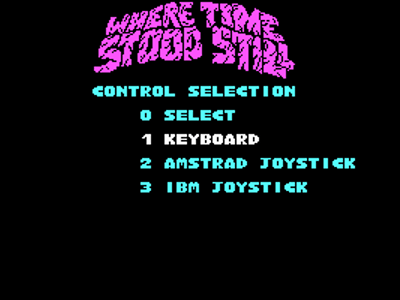 WHERE TIME
STOOD STILL
CONTROL SELECTION
0 SELECT
1 KEYBOARD
2 AMSTRAD JOYSTICK
3 IBM JOYSTICK